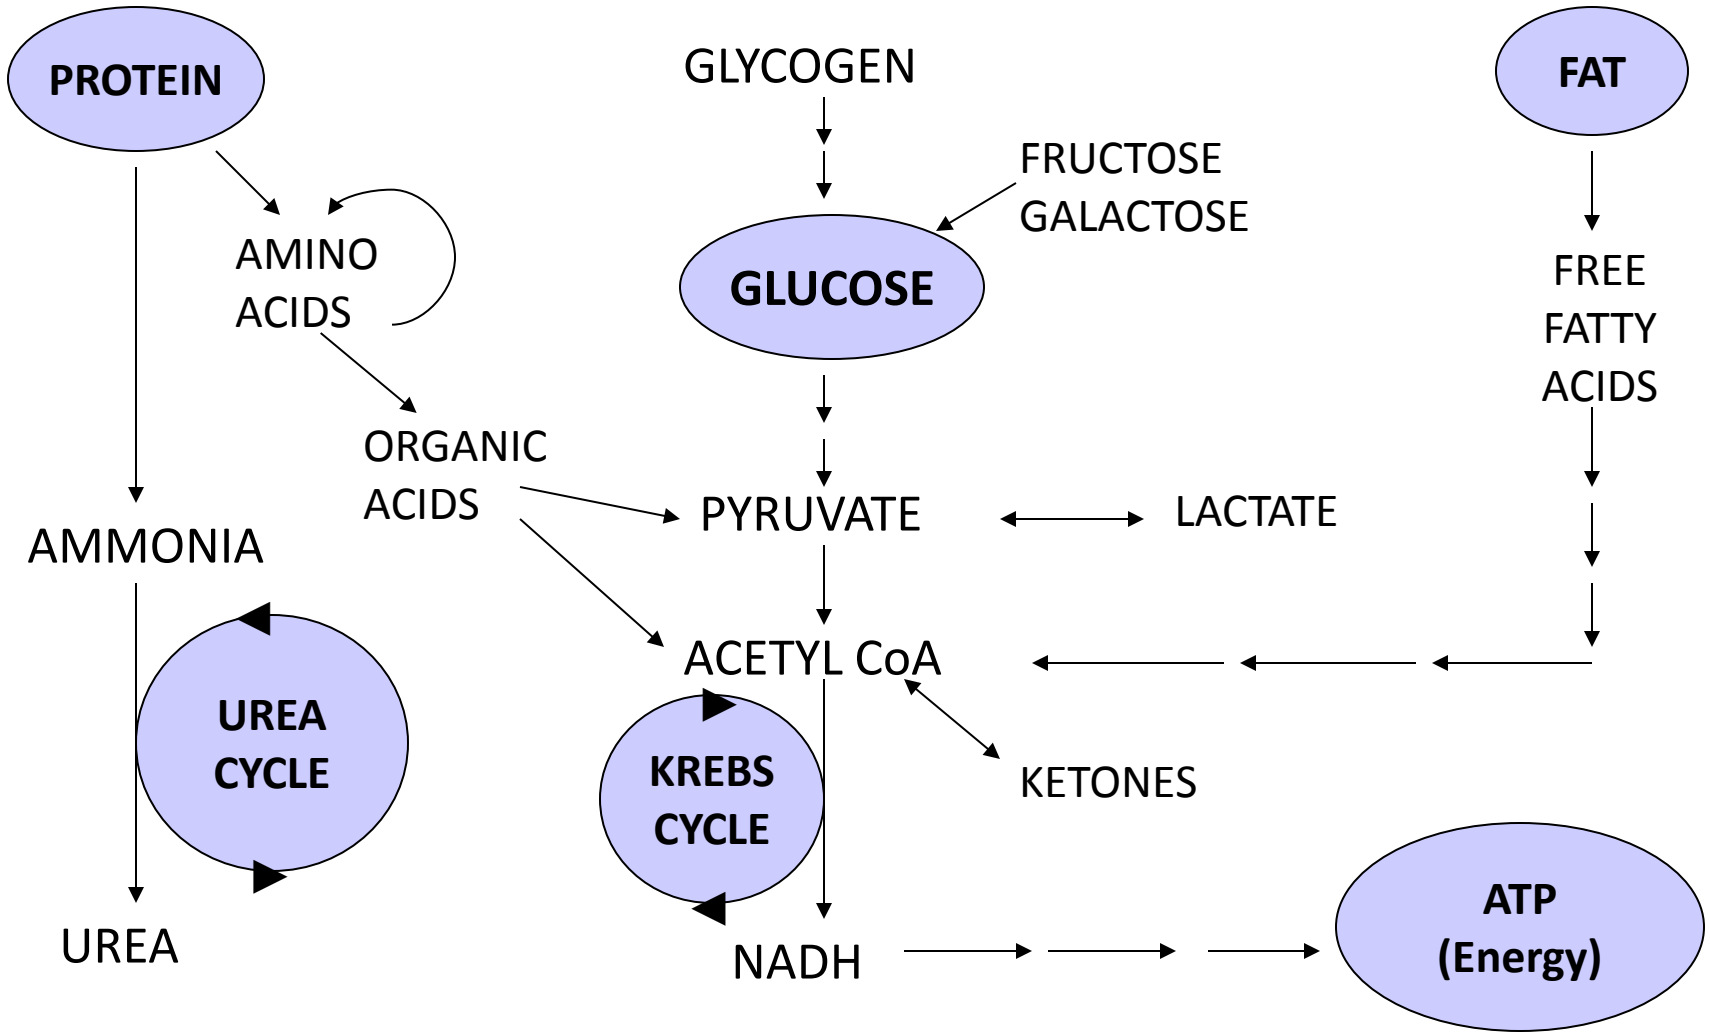 PROTEIN
GLYCOGEN
FAT
FRUCTOSE
GALACTOSE
AMINO
ACIDS
GLUCOSE
FREE
FATTY
ACIDS
ORGANIC
ACIDS
PYRUVATE
LACTATE
AMMONIA
ACETYL CoA
UREA
CYCLE
KREBS
CYCLE
KETONES
UREA
NADH
ATP
(Energy)